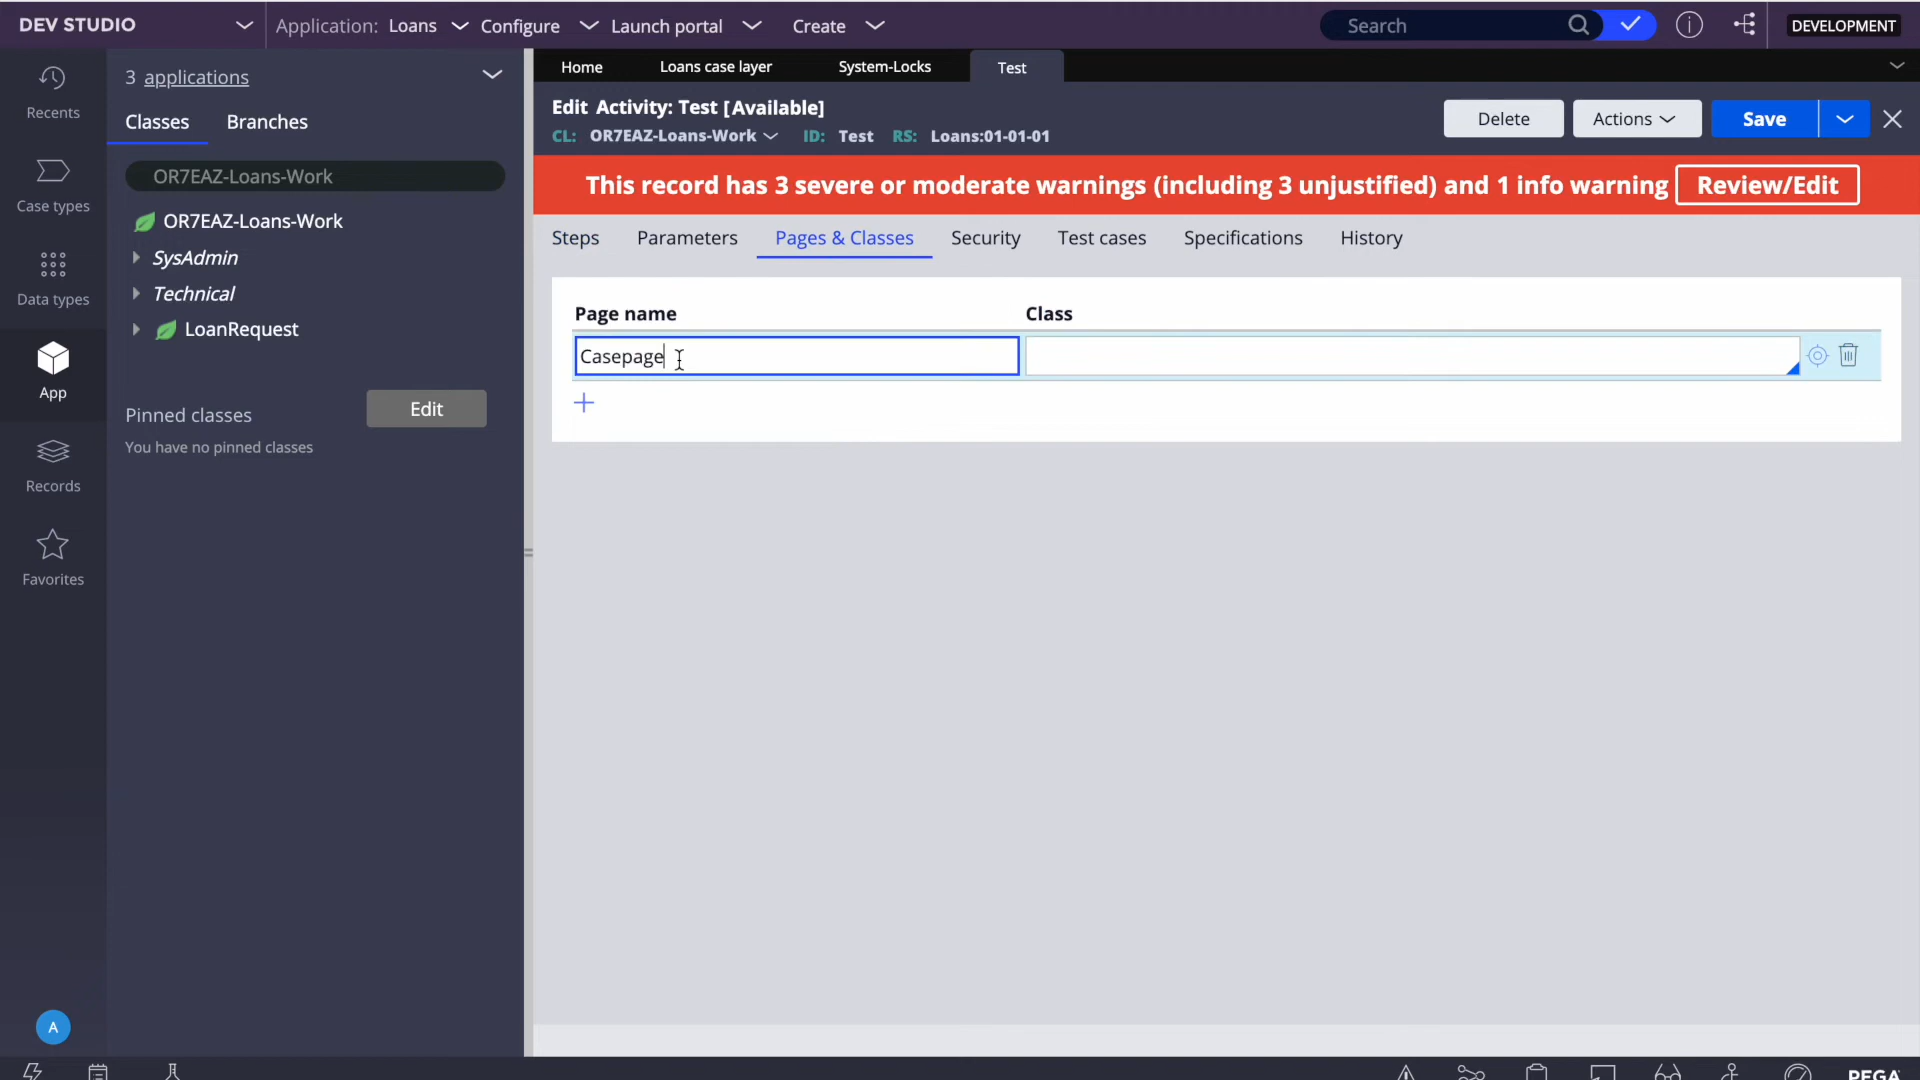 DEV STUDIO
Application: Loans
Configure
Launch portal
Create
Search
DEVELOPMENT
Recents
Case types
Data types
App
Records
Favorites
A
3 applications
Classes
Branches
OR7EAZ-Loans-Work
OR7EAZ-Loans-Work
SysAdmin
Technical
LoanRequest
Pinned classes
Edit
You have no pinned classes
Home
Loans case layer
System-Locks
Test
Edit Activity: Test [Available]
CL: OR7EAZ-Loans-Work ID: Test RS: Loans:01-01-01
Delete
Actions
Save
This record has 3 severe or moderate warnings (including 3 unjustified) and 1 info warning
Review/Edit
Steps
Parameters
Pages & Classes
Security
Test cases
Specifications
History
Page name
Class
Casepage
PEGA